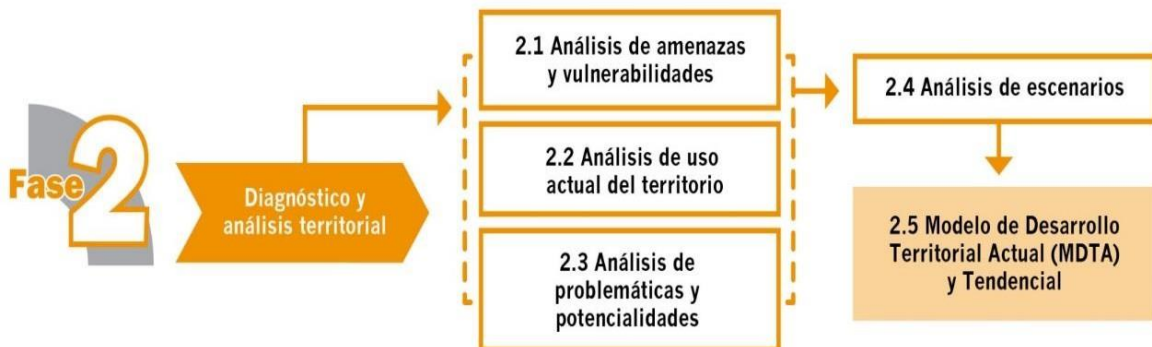 Fase 2
Diagnóstico y
análisis territorial
2.1 Análisis de amenazas
y vulnerabilidades
2.2 Análisis de uso
actual del territorio
2.3 Análisis de
problemáticas y
potencialidades
2.4 Análisis de escenarios
2.5 Modelo de Desarrollo
Territorial Actual (MDTA)
y Tendencial